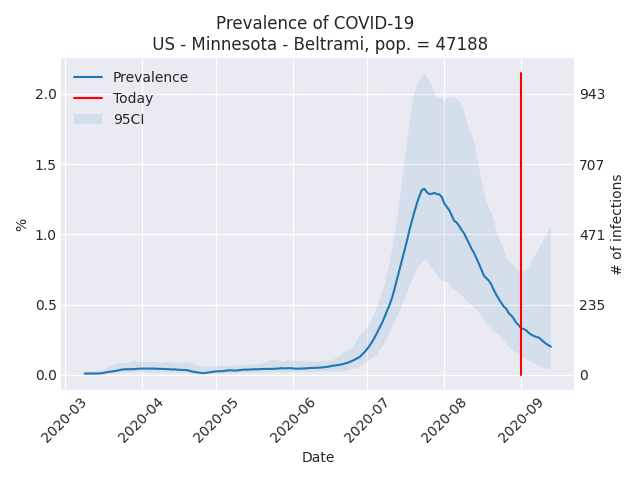 Prevalence of COVID-19
US - Minnesota - Beltrami, pop. = 47188
Prevalence
Today
95CI
2.0
1.5
1.0
0.5
0.0
%
943
707
471
235
0
# of infections
2020-03
2020-04
2020-05
2020-06
2020-07
2020-08
2020-09
Date